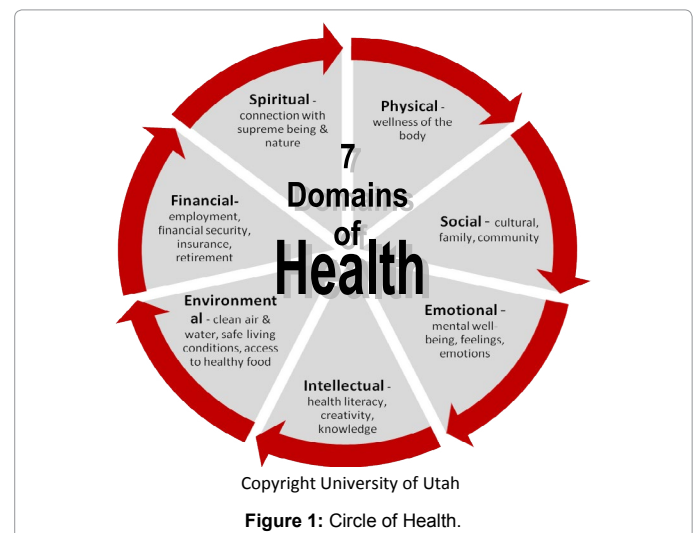 7
Domains
of
Health
Physical -
wellness of the
body
Social - cultural,
family, community
Emotional -
mental well-
being, feelings,
emotions
Intellectual -
health literacy,
creativity,
knowledge
Environment
al - clean air &
water, safe living
conditions, access
to healthy food
Financial-
employment,
financial security,
insurance,
retirement
Spiritual -
connection with
supreme being &
nature
Copyright University of Utah
Figure 1: Circle of Health.